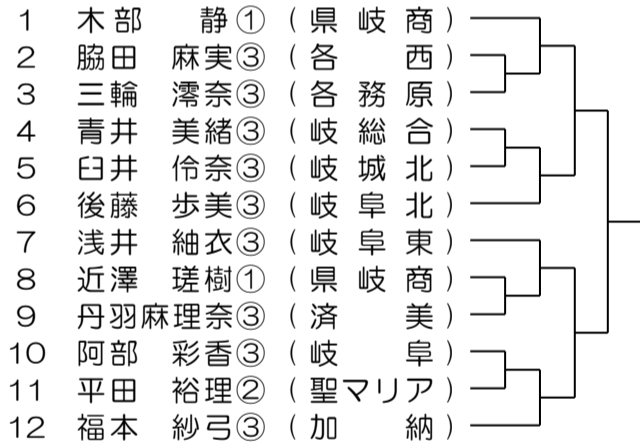 1 木部 静① (県岐商)
2 脇田 麻実③ (各西)
3 三輪 澪奈③ (各務原)
4 青井 美緒③ (岐総合)
5 臼井 伶奈③ (岐城北)
6 後藤 歩美③ (岐阜北)
7 浅井 紬衣③ (岐阜東)
8 近澤 瑳樹① (県岐商)
9 丹羽麻理奈③ (済美)
10 阿部 彩香③ (岐阜)
11 平田 裕理② (聖マリア)
12 福本 紗弓③ (加納)